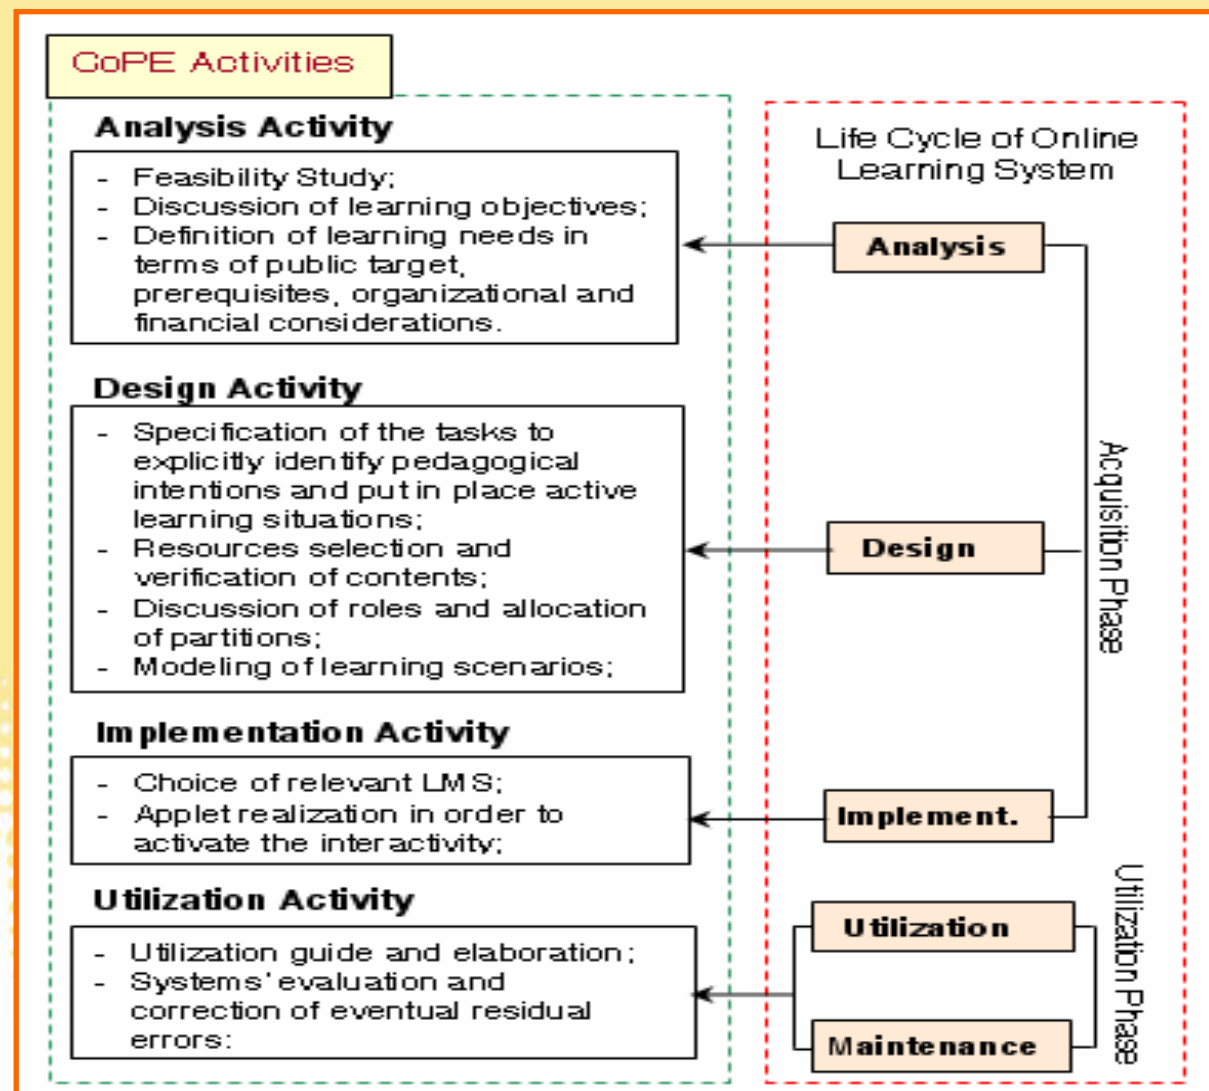 CoPE Activities
Analysis Activity
- Feasibility Study;
- Discussion of learning objectives;
- Definition of learning needs in
terms of public target,
prerequisites, organizational and
financial considerations.
Design Activity
- Specification of the tasks to
explicitly identify pedagogical
intentions and put in place active
learning situations;
- Resources selection and
verification of contents;
- Discussion of roles and allocation
of partitions;
- Modeling of learning scenarios;
Implementation Activity
- Choice of relevant LMS;
- Applet realization in order to
activate the interactivity;
Utilization Activity
- Utilization guide and elaboration;
- Systems' evaluation and
correction of eventual residual
errors:
Life Cycle of Online
Learning System
Analysis
Design
Implement.
Acquisition Phase
Utilization
Maintenance
Utilization Phase